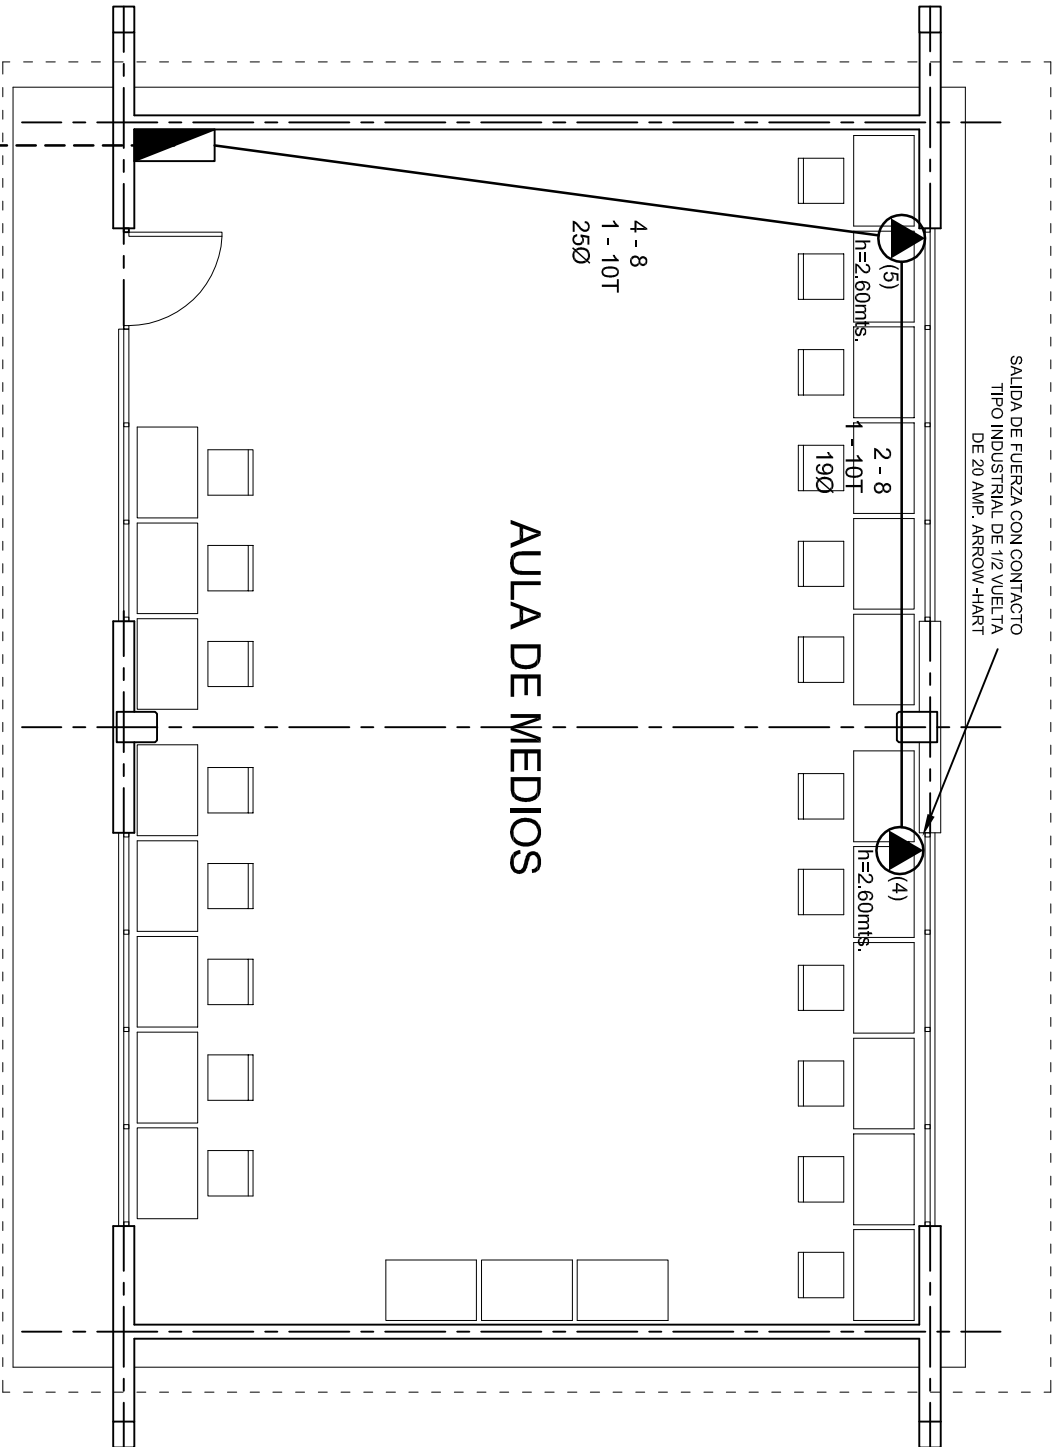 SALIDA DE FUERZA CON CONTACTO
TIPO INDUSTRIAL DE 1/2 VUELTA
DE 20 AMP. ARROW-HART
(5)
h=2.60mts.
(4)
h=2.60mts.
2 - 8
1 - 10T
19Ø
4 - 8
1 - 10T
25Ø
AULA DE MEDIOS